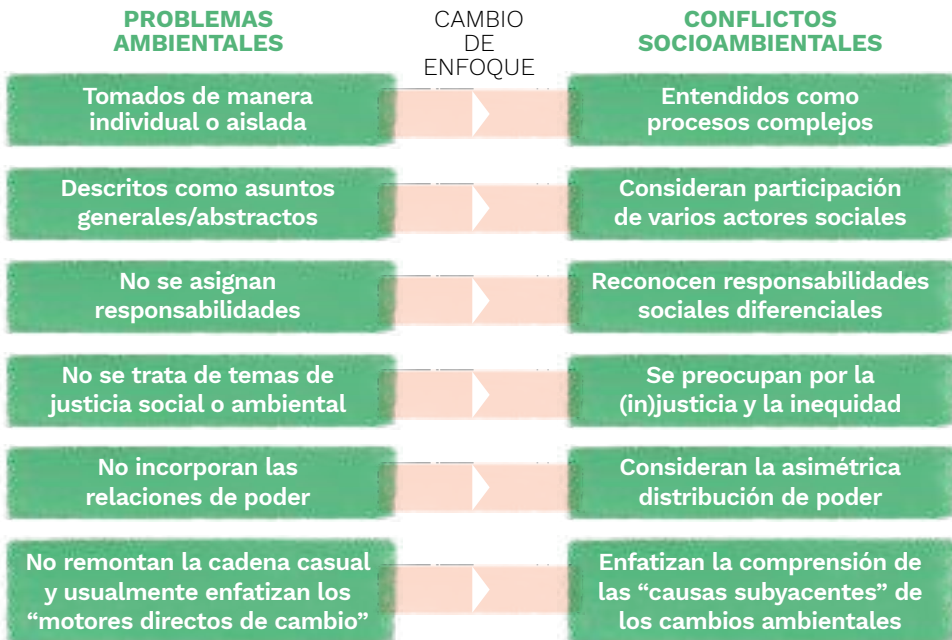 PROBLEMAS
AMBIENTALES
CAMBIO
DE
ENFOQUE
CONFLICTOS
SOCIOAMBIENTALES
Tomados de manera
individual o aislada
Entendidos como
procesos complejos
Descritos como asuntos
generales/abstractos
Consideran participación
de varios actores sociales
No se asignan
responsabilidades
Reconocen responsabilidades
sociales diferenciales
No se trata de temas de
justicia social o ambiental
Se preocupan por la
(in)justicia y la inequidad
No incorporan las
relaciones de poder
Consideran la asimétrica
distribución de poder
No remontan la cadena casual
y usualmente enfatizan los
“motores directos de cambio”
Enfatizan la comprensión de
las “causas subyacentes” de
los cambios ambientales